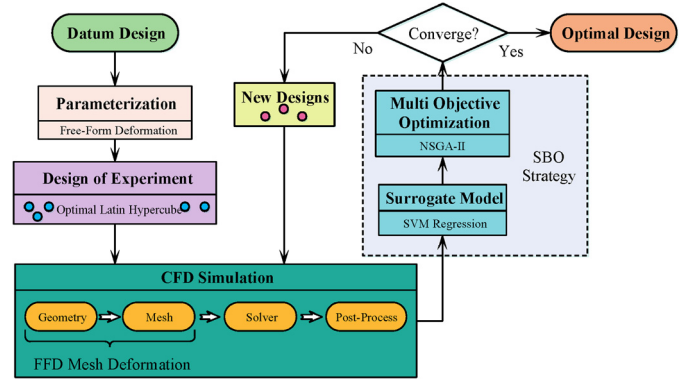 Datum Design
Parameterization
Free-Form Deformation
Design of Experiment
Optimal Latin Hypercube
New Designs
No
Converge?
Yes
Optimal Design
Multi Objective
Optimization
NSGA-II
SBO
Strategy
Surrogate Model
SVM Regression
CFD Simulation
Geometry
Mesh
Solver
Post-Process
FFD Mesh Deformation